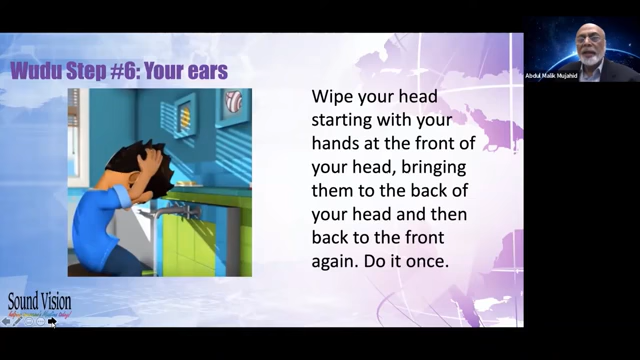 Wudu Step #6: Your ears
Wipe your head
starting with your
hands at the front of
your head, bringing
them to the back of
your head and then
back to the front
again. Do it once.
Sound Vision
Abdul Malik Mujahid